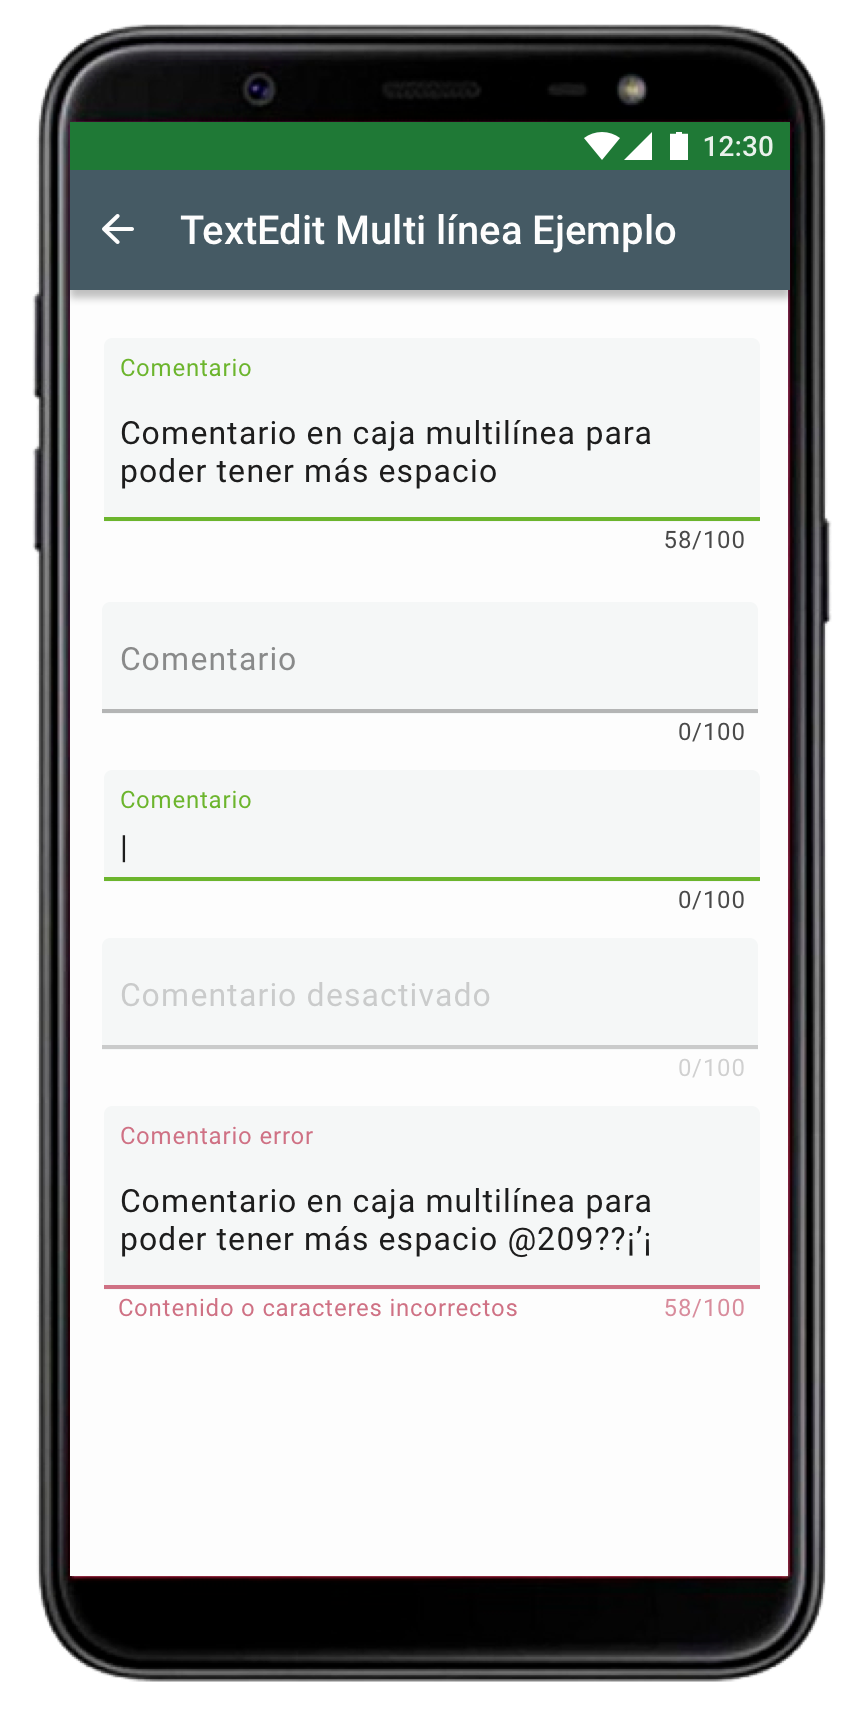 12:30
TextEdit Multi línea Ejemplo
Comentario
Comentario en caja multilínea para
poder tener más espacio
58/100
Comentario
0/100
Comentario
0/100
Comentario desactivado
0/100
Comentario error
Comentario en caja multilínea para
poder tener más espacio @209??¡’¡
Contenido o caracteres incorrectos 58/100